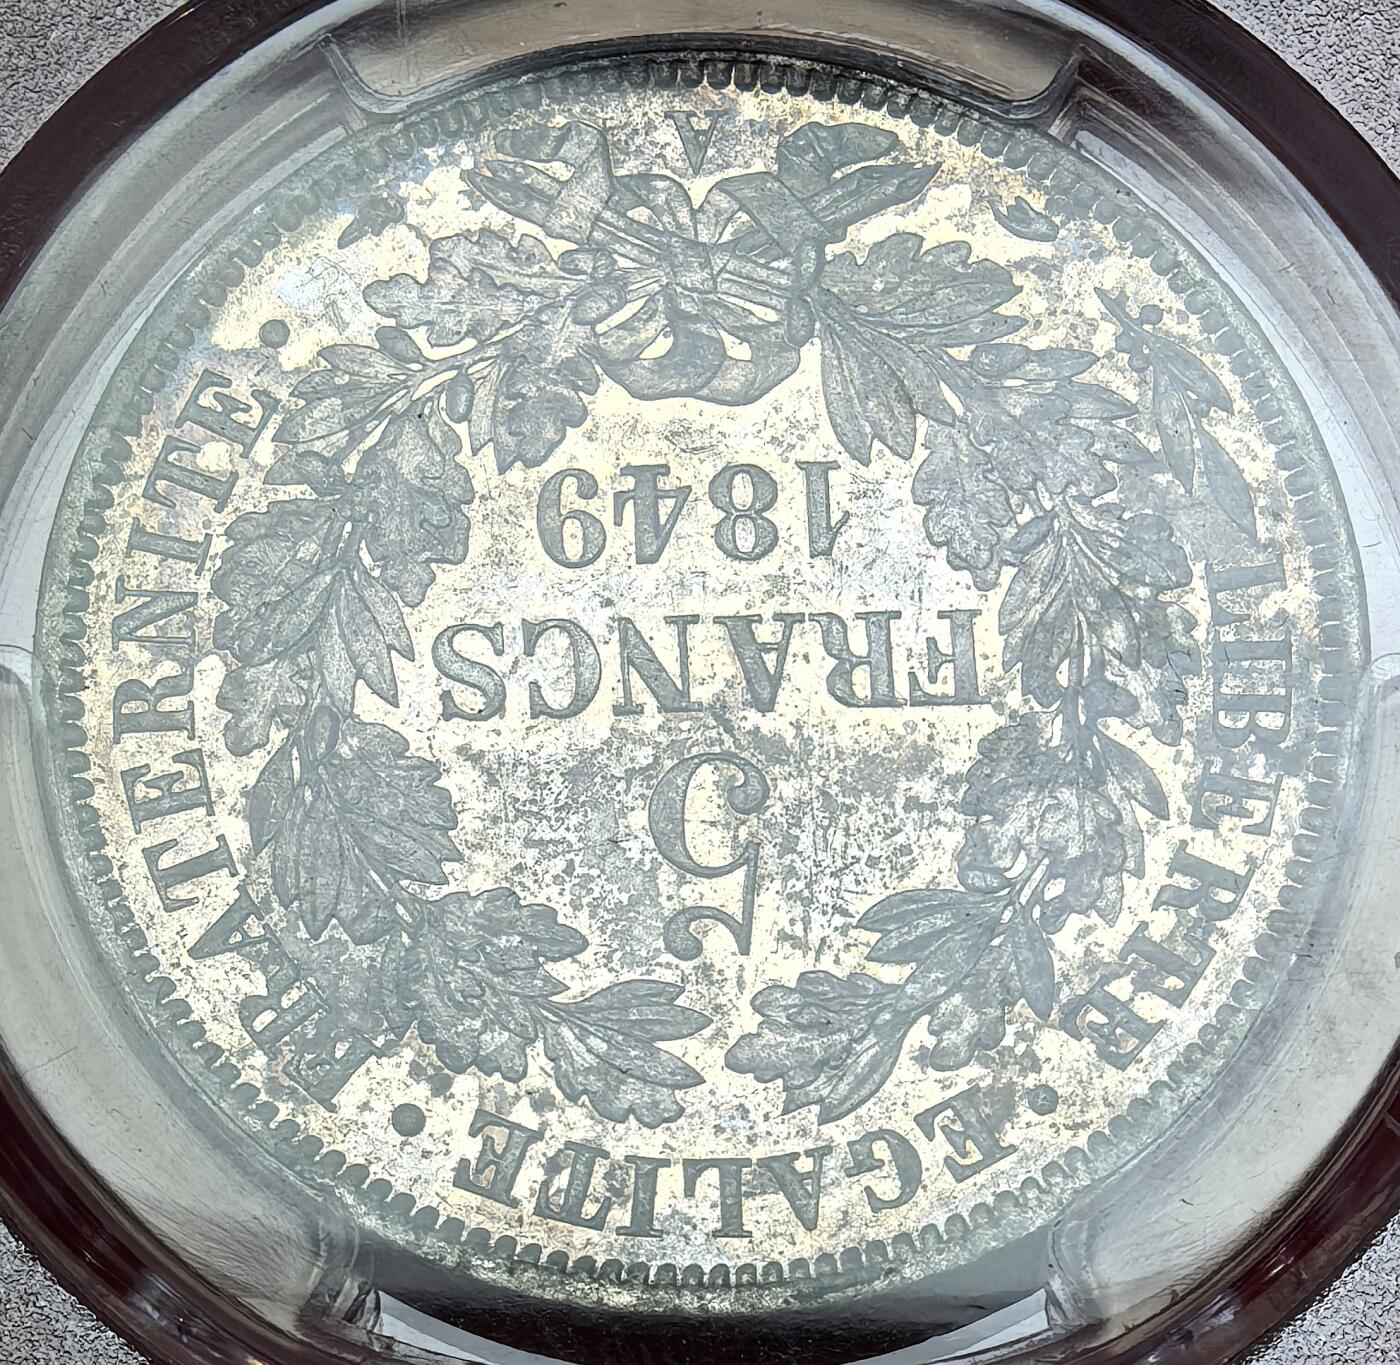 LIBERTE · EGALITE · FRATERNITE ·
5
FRANCS
1849
A